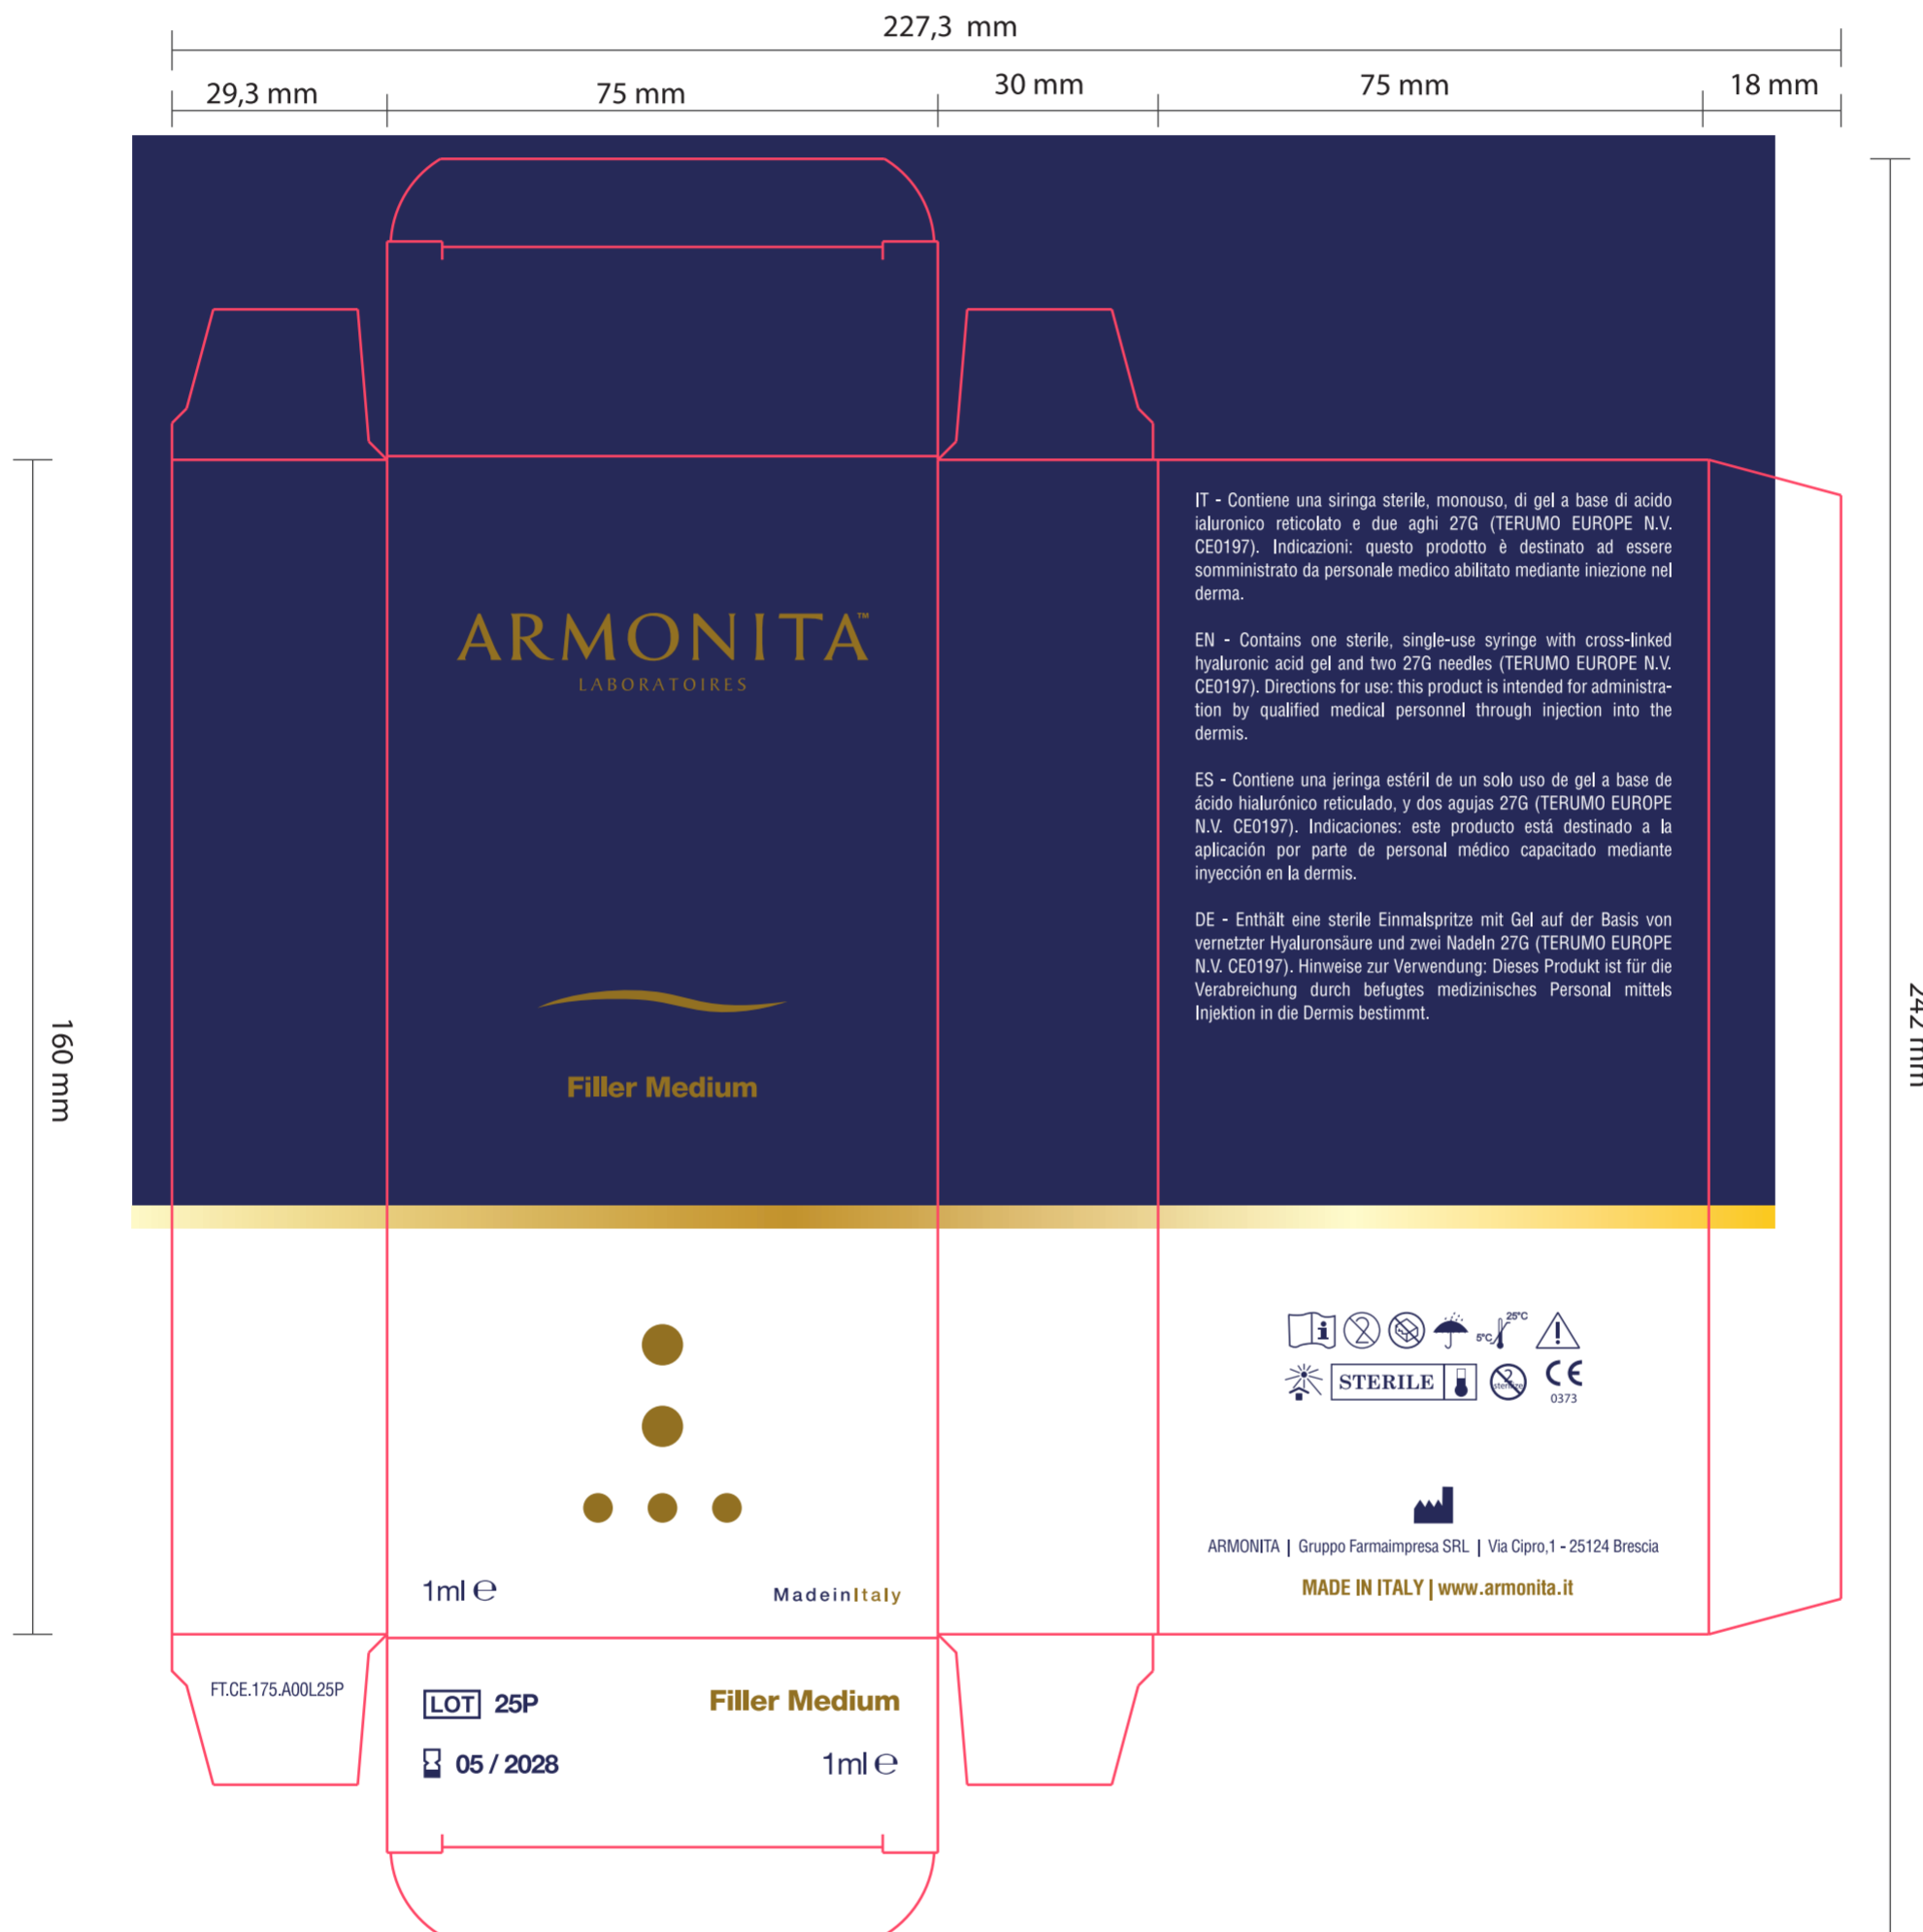 227,3 mm
29,3 mm
75 mm
30 mm
75 mm
18 mm
160 mm
242 mm
ARMONITA™
LABORATOIRES
Filler Medium
IT - Contiene una siringa sterile, monouso, di gel a base di acido
ialuronico reticolato e due aghi 27G (TERUMO EUROPE N.V.
CE0197). Indicazioni: questo prodotto è destinato ad essere
somministrato da personale medico abilitato mediante iniezione nel
derma.
EN - Contains one sterile, single-use syringe with cross-linked
hyaluronic acid gel and two 27G needles (TERUMO EUROPE N.V.
CE0197). Directions for use: this product is intended for administra-
tion by qualified medical personnel through injection into the
dermis.
ES - Contiene una jeringa estéril de un solo uso de gel a base de
ácido hialurónico reticulado, y dos agujas 27G (TERUMO EUROPE
N.V. CE0197). Indicaciones: este producto está destinado a la
aplicación por parte de personal médico capacitado mediante
inyección en la dermis.
DE - Enthält eine sterile Einmalspritze mit Gel auf der Basis von
vernetzter Hyaluronsäure und zwei Nadeln 27G (TERUMO EUROPE
N.V. CE0197). Hinweise zur Verwendung: Dieses Produkt ist für die
Verabreichung durch befugtes medizinisches Personal mittels
Injektion in die Dermis bestimmt.
1ml ℮
MadeinItaly
i 2 5°C 25°C !
STERILE 2 sterilize CE
0373
ARMONITA | Gruppo Farmaimpresa SRL | Via Cipro,1 - 25124 Brescia
MADE IN ITALY | www.armonita.it
FT.CE.175.A00L25P
LOT 25P
Filler Medium
05 / 2028
1ml ℮